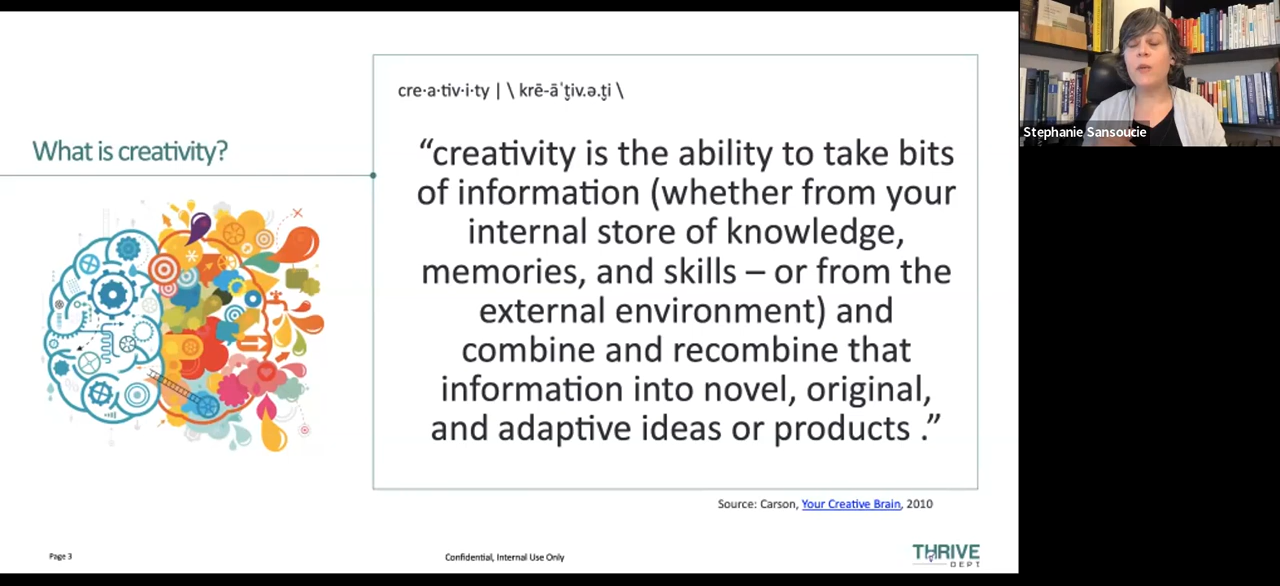 What is creativity?
cre·a·tiv·i·ty | \ krē-āˈt̬iv.ə.t̬i \
“creativity is the ability to take bits
of information (whether from your
internal store of knowledge,
memories, and skills – or from the
external environment) and
combine and recombine that
information into novel, original,
and adaptive ideas or products .”
Source: Carson, Your Creative Brain, 2010
Page 3
Confidential, Internal Use Only
THRIVE
DEPT
Stephanie Sansoucie